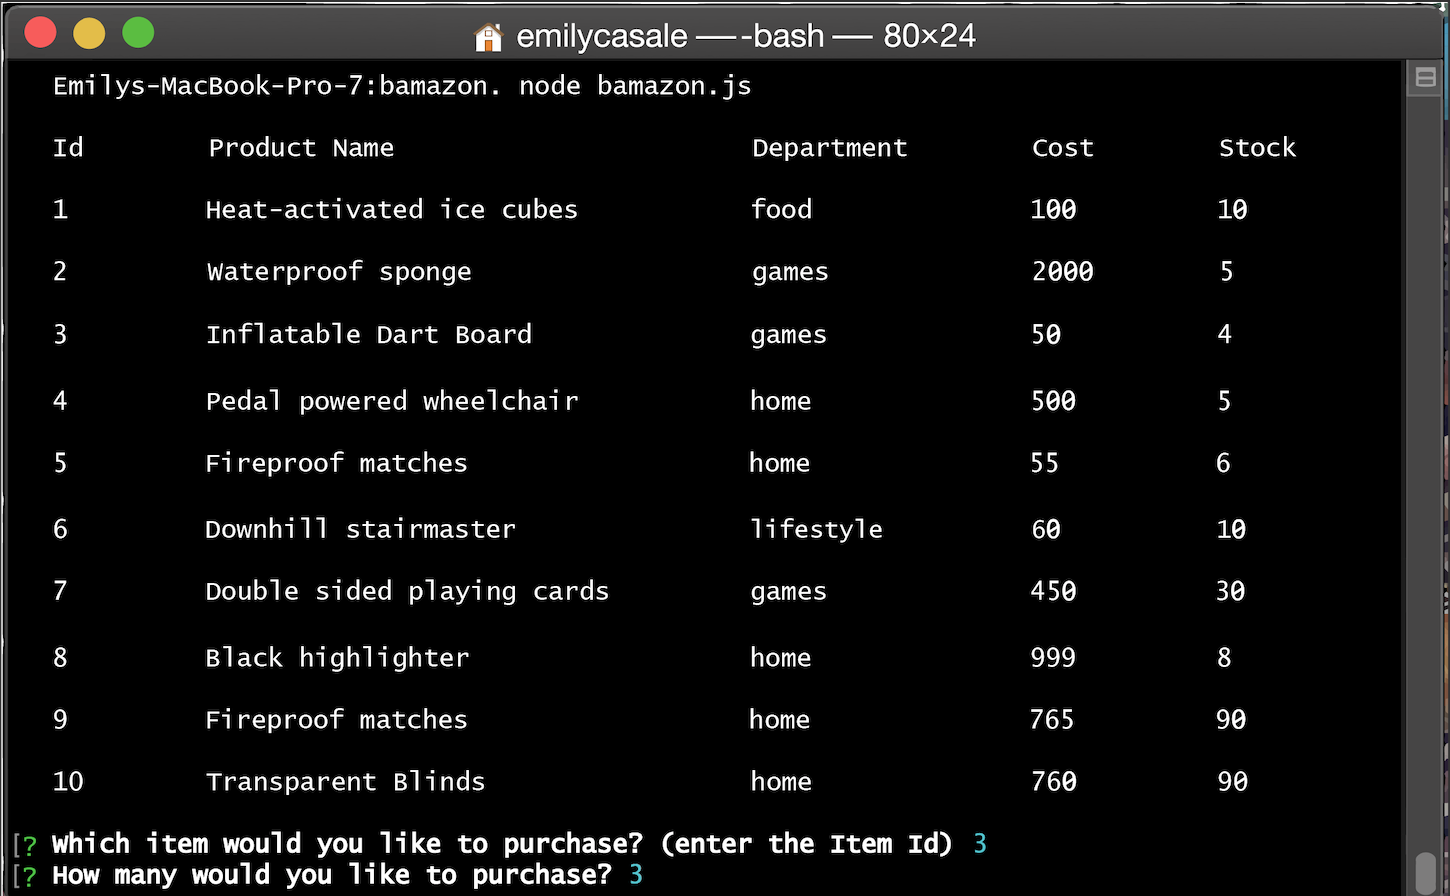 emilycasale — -bash — 80×24
Emilys-MacBook-Pro-7:bamazon. node bamazon.js
Id Product Name Department Cost Stock
1 Heat-activated ice cubes food 100 10
2 Waterproof sponge games 2000 5
3 Inflatable Dart Board games 50 4
4 Pedal powered wheelchair home 500 5
5 Fireproof matches home 55 6
6 Downhill stairmaster lifestyle 60 10
7 Double sided playing cards games 450 30
8 Black highlighter home 999 8
9 Fireproof matches home 765 90
10 Transparent Blinds home 760 90
[? Which item would you like to purchase? (enter the Item Id) 3
[? How many would you like to purchase? 3